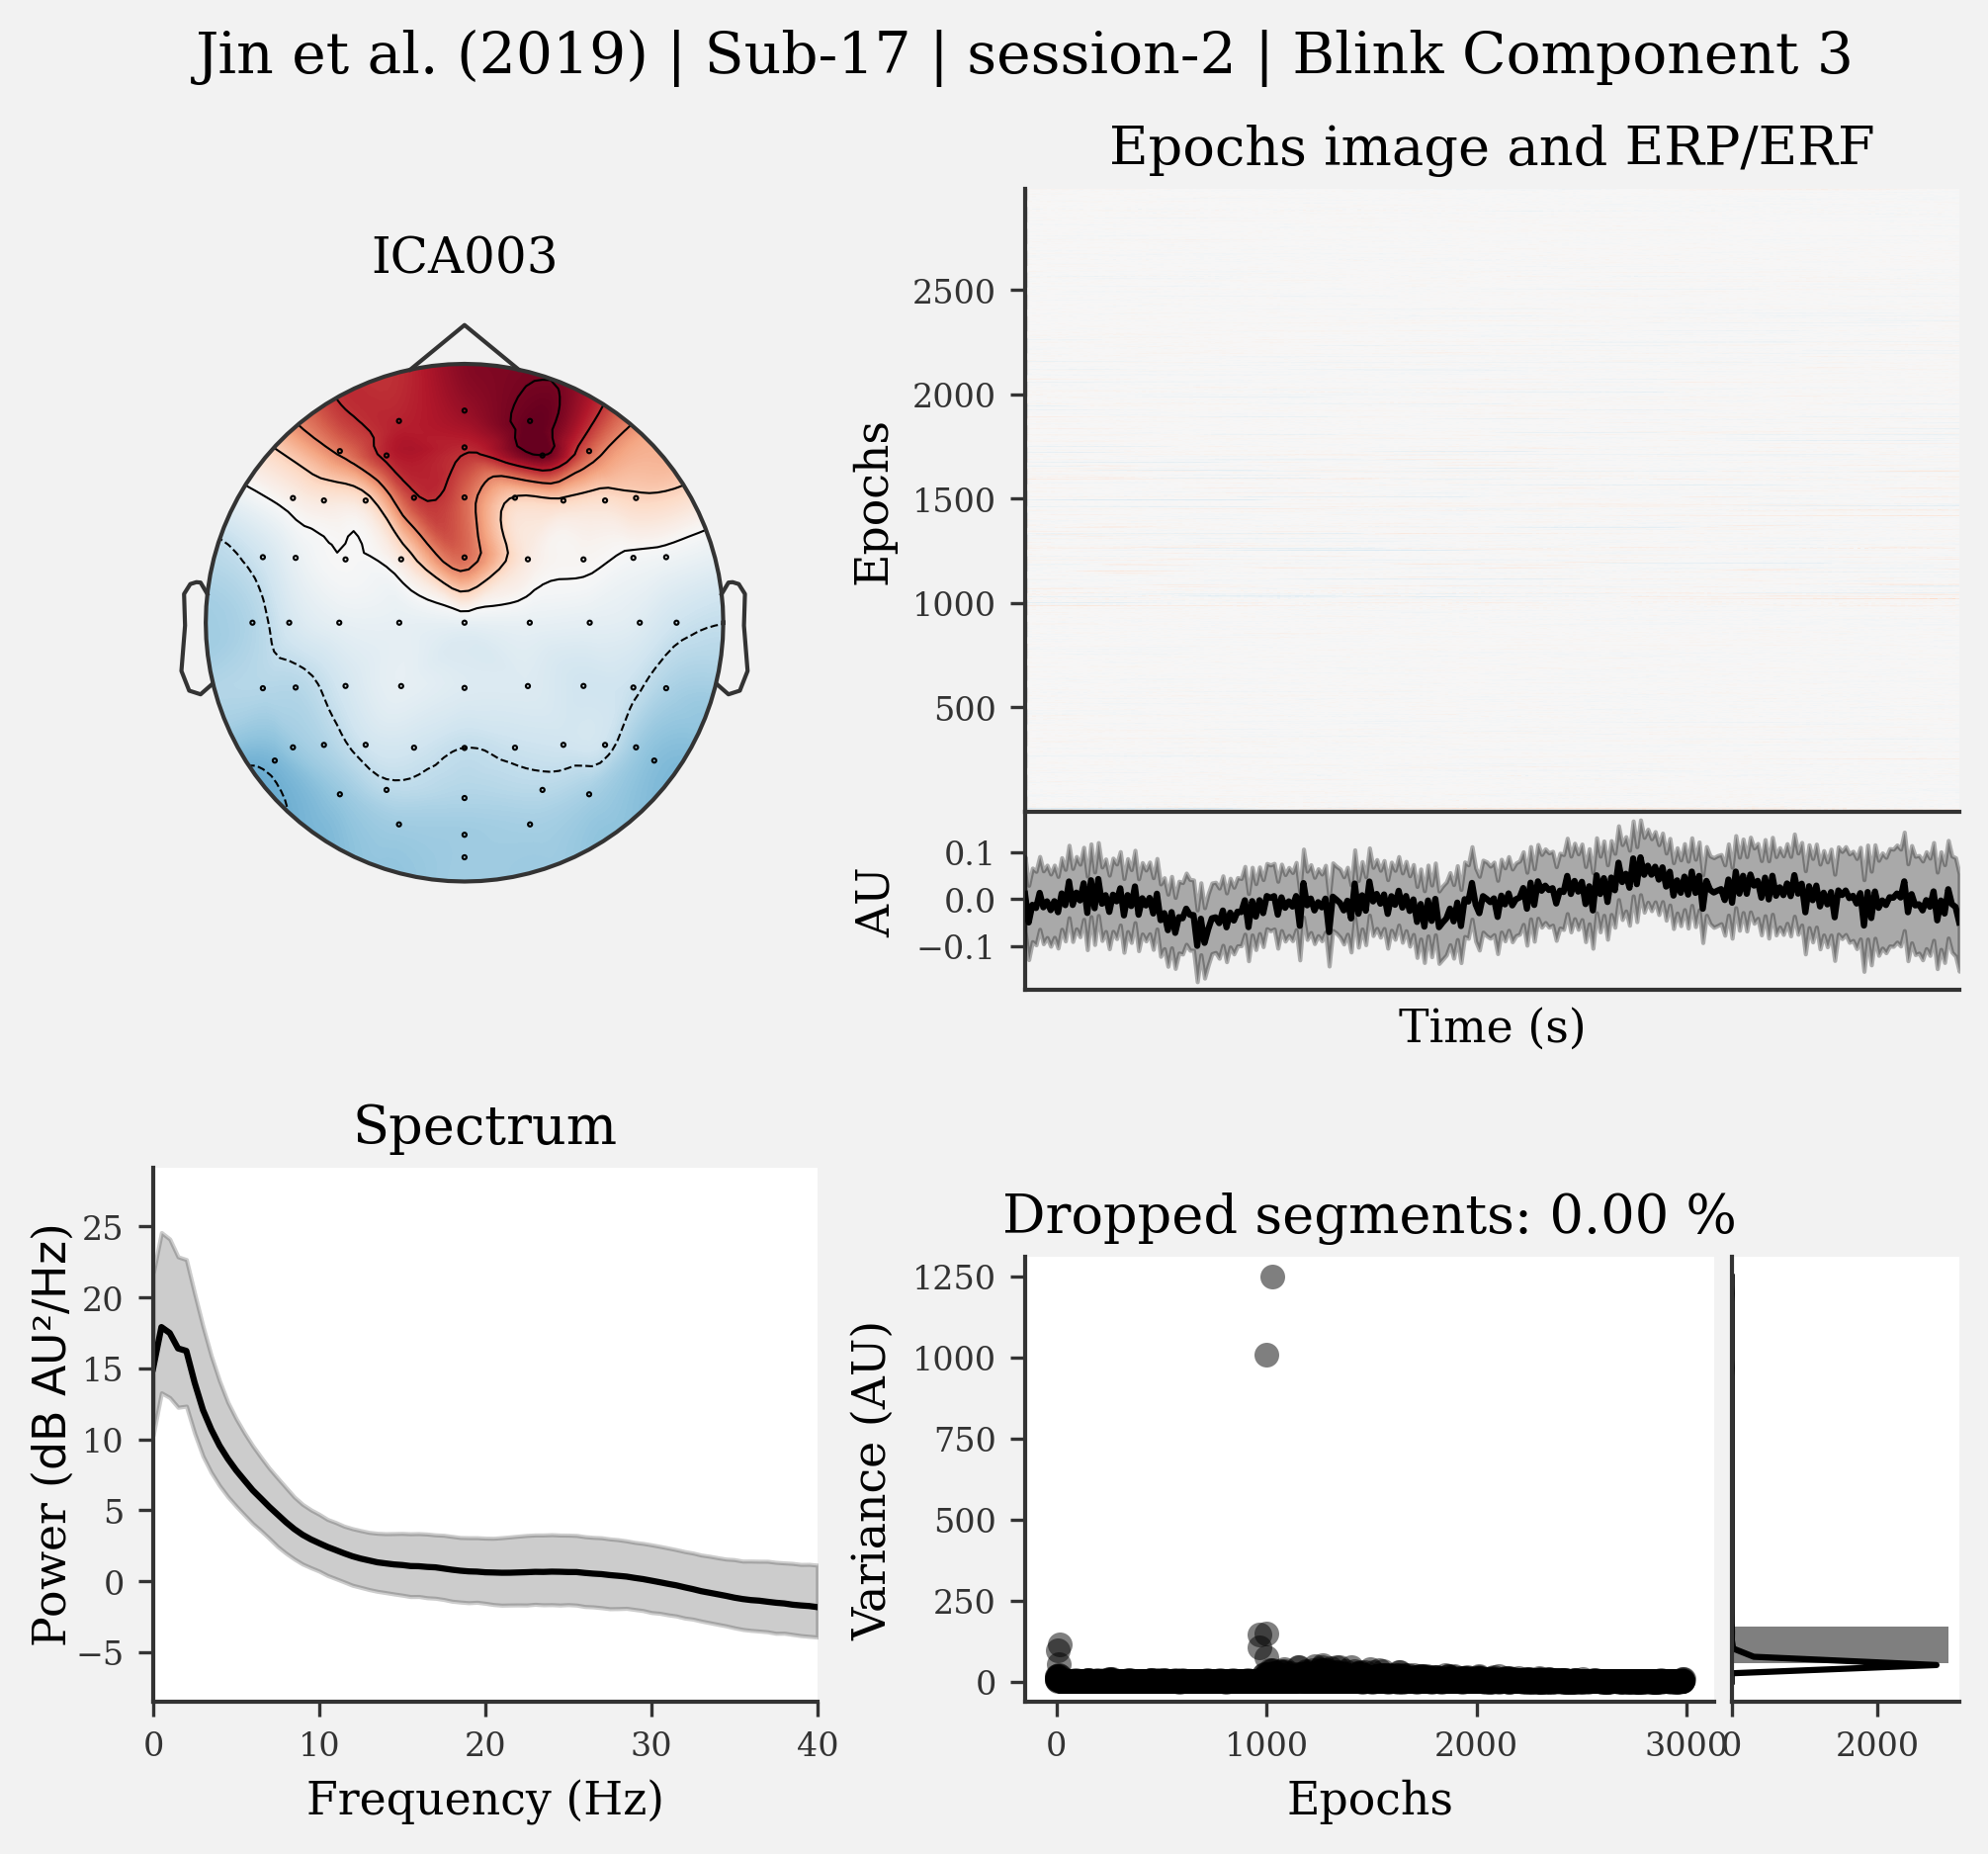 Jin et al. (2019) | Sub-17 | session-2 | Blink Component 3
ICA003
Epochs image and ERP/ERF
Epochs
2500
2000
1500
1000
500
AU
0.1
0.0
−0.1
Time (s)
Spectrum
Power (dB AU²/Hz)
25
20
15
10
5
0
−5
0
10
20
30
40
Frequency (Hz)
Dropped segments: 0.00 %
Variance (AU)
1250
1000
750
500
250
0
0
1000
2000
3000
0
2000
Epochs